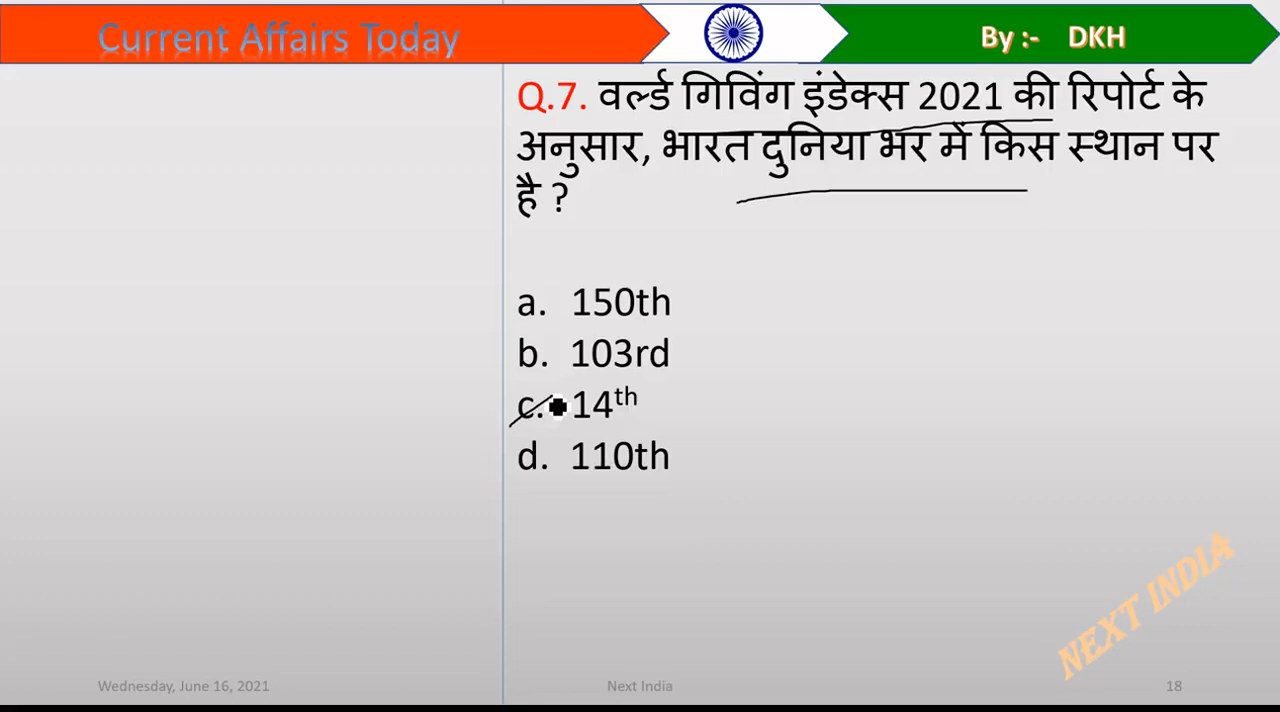 Current Affairs Today
By :- DKH
Q.7. वर्ल्ड गिविंग इंडेक्स 2021 की रिपोर्ट के
अनुसार, भारत दुनिया भर में किस स्थान पर
है ?
a. 150th
b. 103rd
c. 14th
d. 110th
NEXT INDIA
Wednesday, June 16, 2021
Next India
18